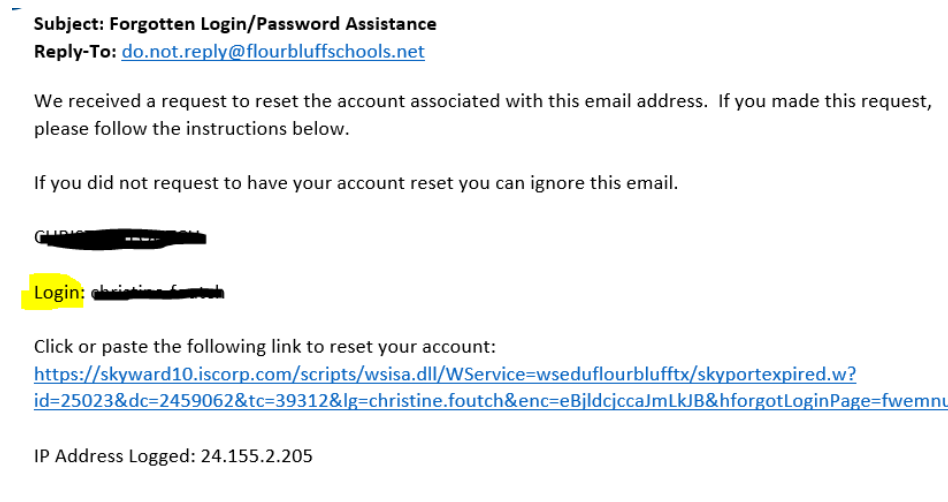 Subject: Forgotten Login/Password Assistance
Reply-To: do.not.reply@flourbluffschools.net
We received a request to reset the account associated with this email address.  If you made this request,
please follow the instructions below.
If you did not request to have your account reset you can ignore this email.
Login:
Click or paste the following link to reset your account:
https://skyward10.iscorp.com/scripts/wsisa.dll/WService=wseduflourblufftx/skyportexpired.w?
id=25023&dc=2459062&tc=39312&lg=christine.foutch&enc=eBjldcjccaJmLkJB&hforgotLoginPage=fwemnu
IP Address Logged: 24.155.2.205